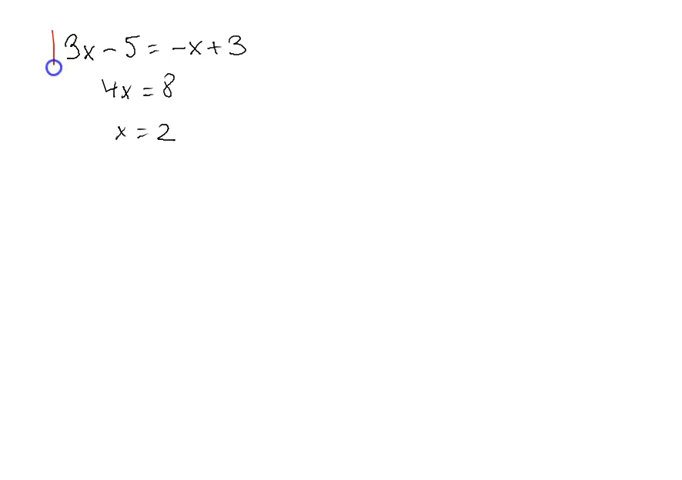 3x - 5 = -x + 3
4x = 8
x = 2